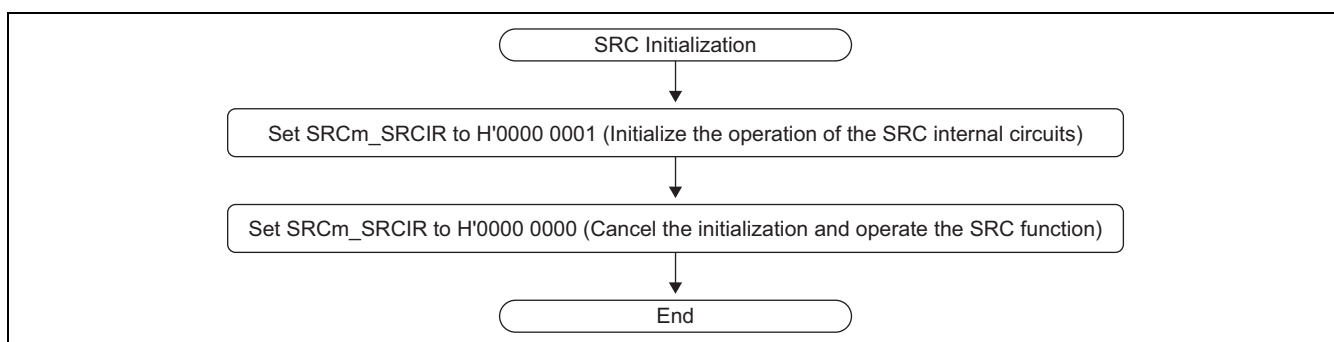 SRC Initialization
Set SRCm_SRCIR to H'0000 0001 (Initialize the operation of the SRC internal circuits)
Set SRCm_SRCIR to H'0000 0000 (Cancel the initialization and operate the SRC function)
End